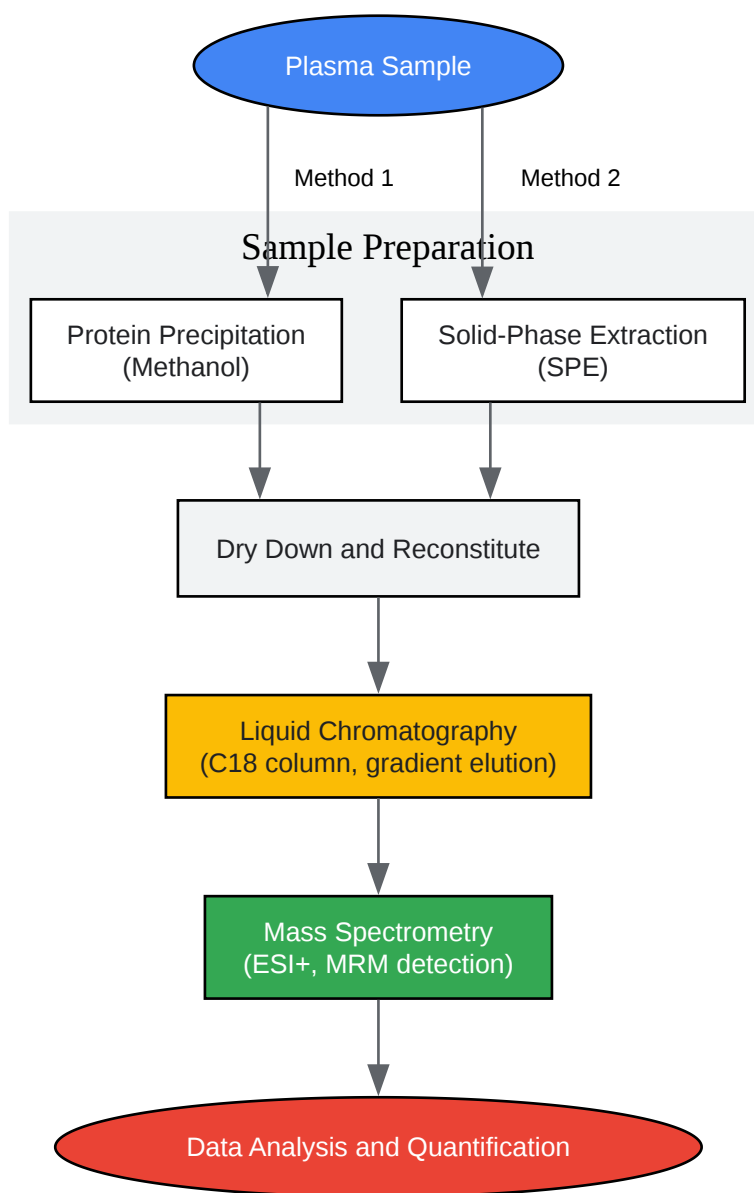 Plasma Sample
Method 1
Method 2
Sample Preparation
Protein Precipitation
(Methanol)
Solid-Phase Extraction
(SPE)
Dry Down and Reconstitute
Liquid Chromatography
(C18 column, gradient elution)
Mass Spectrometry
(ESI+, MRM detection)
Data Analysis and Quantification